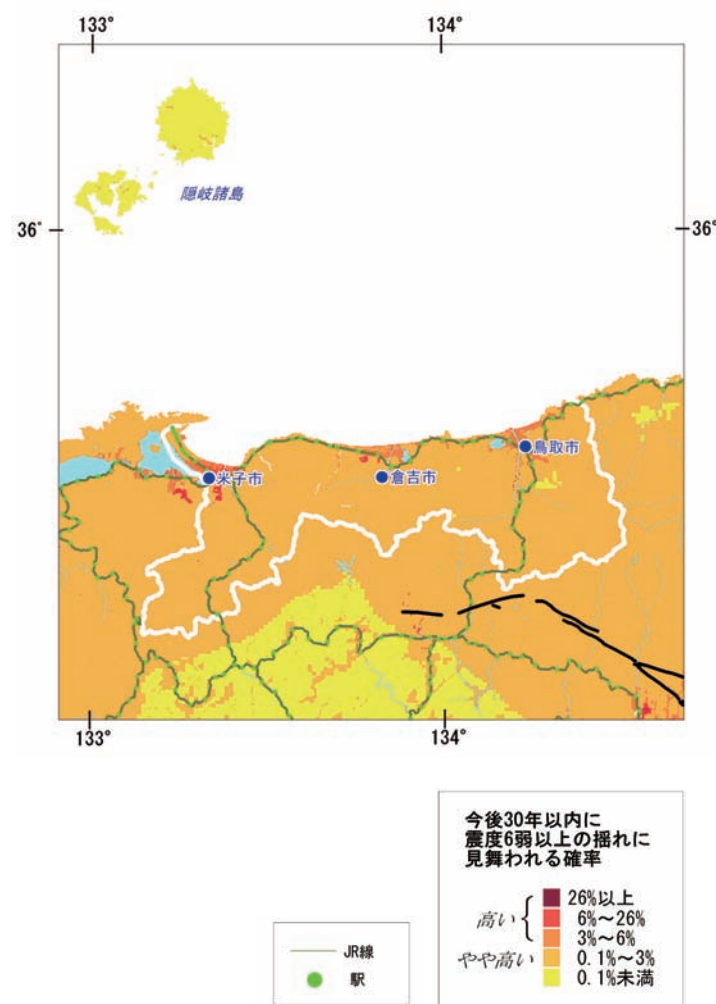 133°
134°
隠岐諸島
36°
36°
鳥取市
米子市
倉吉市
133°
134°
今後30年以内に
震度6弱以上の揺れに
見舞われる確率
26%以上
高い
6%~26%
3%~6%
やや高い
0.1%~3%
0.1%未満
JR線
駅